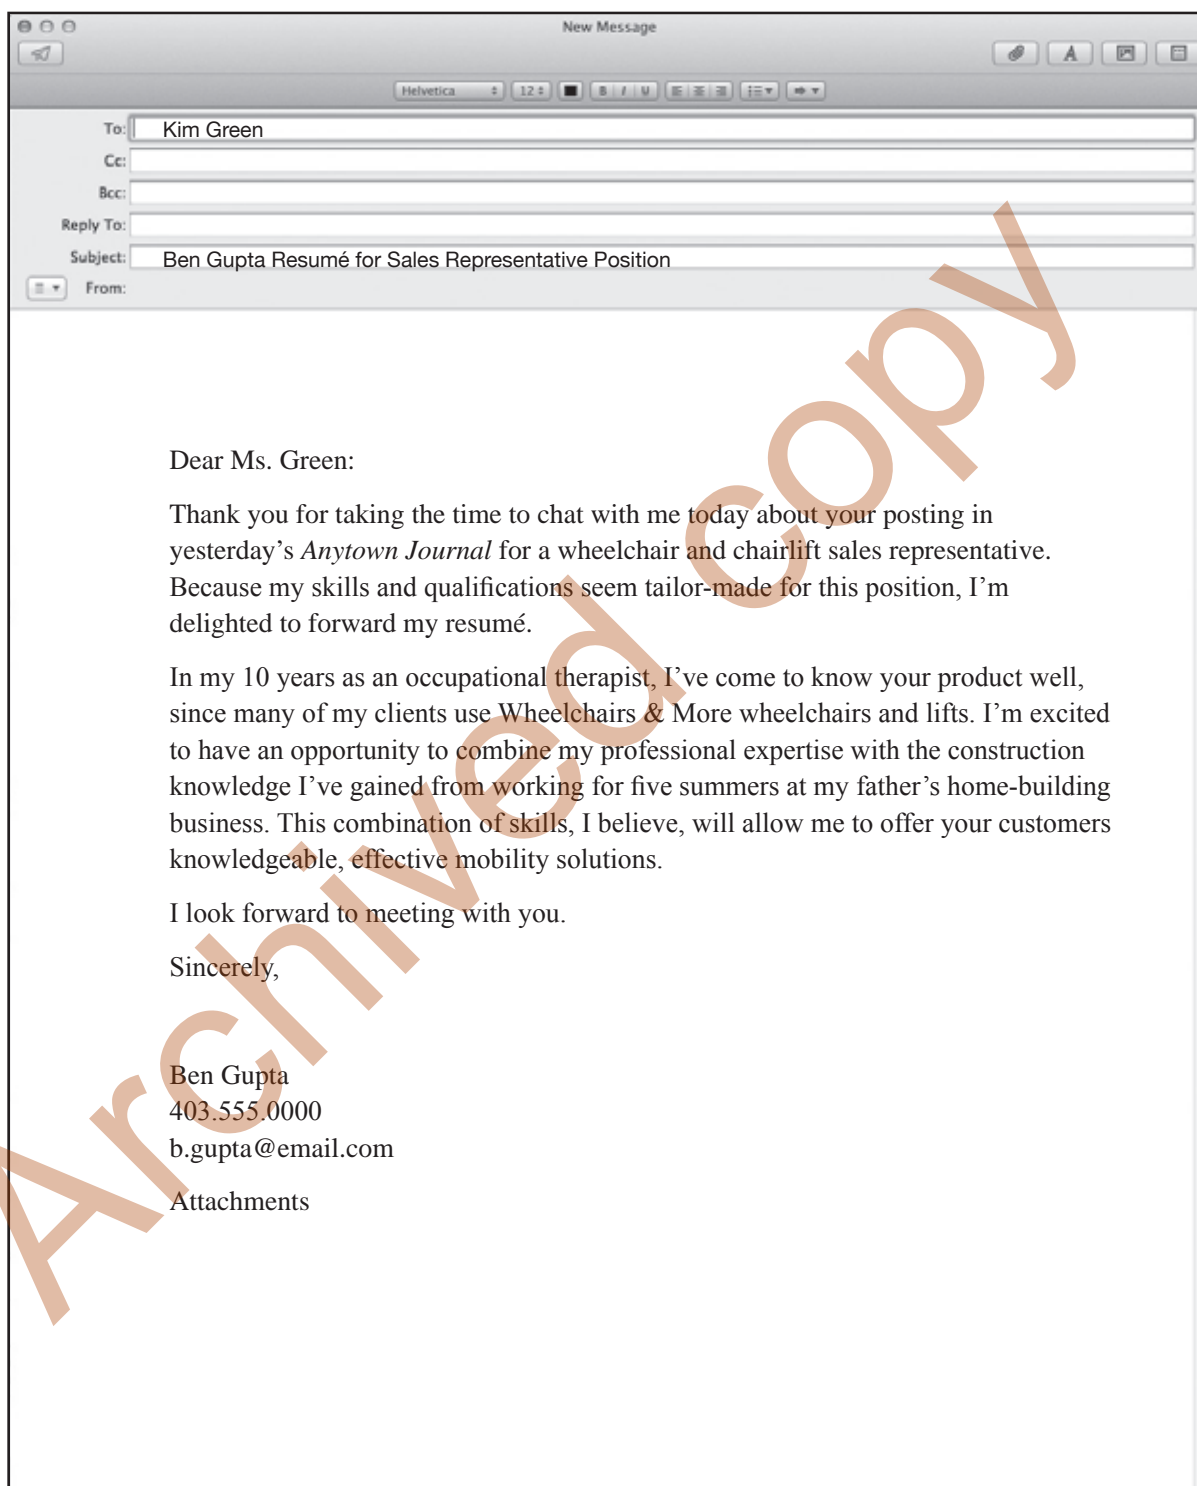 New Message
Helvetica 12 B I U
To: Kim Green
Cc:
Bcc:
Reply To:
Subject: Ben Gupta Resumé for Sales Representative Position
From:
Dear Ms. Green:
Thank you for taking the time to chat with me today about your posting in
yesterday’s Anytown Journal for a wheelchair and chairlift sales representative.
Because my skills and qualifications seem tailor-made for this position, I’m
delighted to forward my resumé.
In my 10 years as an occupational therapist, I’ve come to know your product well,
since many of my clients use Wheelchairs & More wheelchairs and lifts. I’m excited
to have an opportunity to combine my professional expertise with the construction
knowledge I’ve gained from working for five summers at my father’s home-building
business. This combination of skills, I believe, will allow me to offer your customers
knowledgeable, effective mobility solutions.
I look forward to meeting with you.
Sincerely,
Ben Gupta
403.555.0000
b.gupta@email.com
Attachments
Archived copy